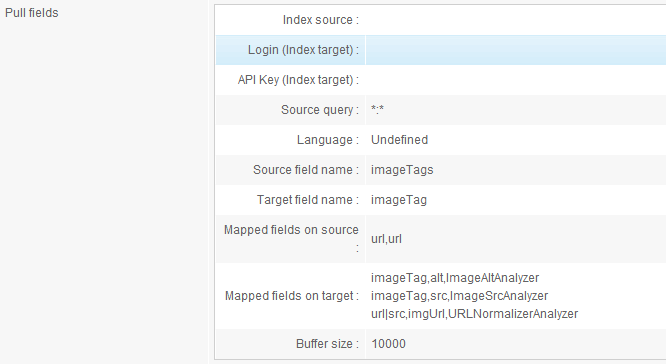 Pull fields
Index source :
Login (Index target) :
API Key (Index target) :
Source query : *:*
Language : Undefined
Source field name : imageTags
Target field name : imageTag
Mapped fields on source : url,url
Mapped fields on target : imageTag,alt,ImageAltAnalyzer
imageTag,src,ImageSrcAnalyzer
url|src,imgUrl,URLNormalizerAnalyzer
Buffer size : 10000